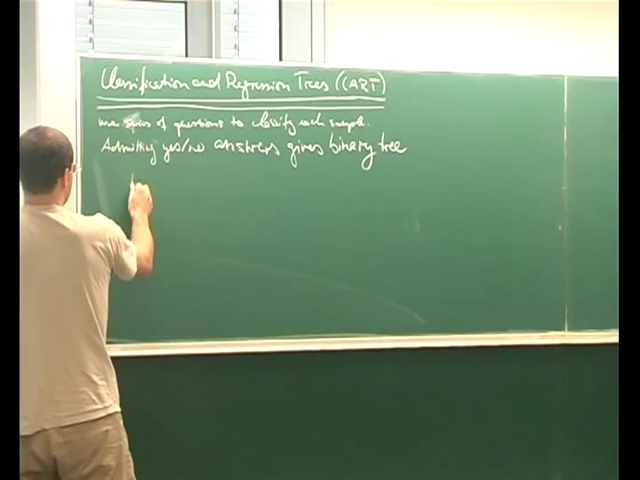 Classification and Regression Trees (CART)
use series of questions to classify each sample.
Admitting yes/no answers gives binary tree